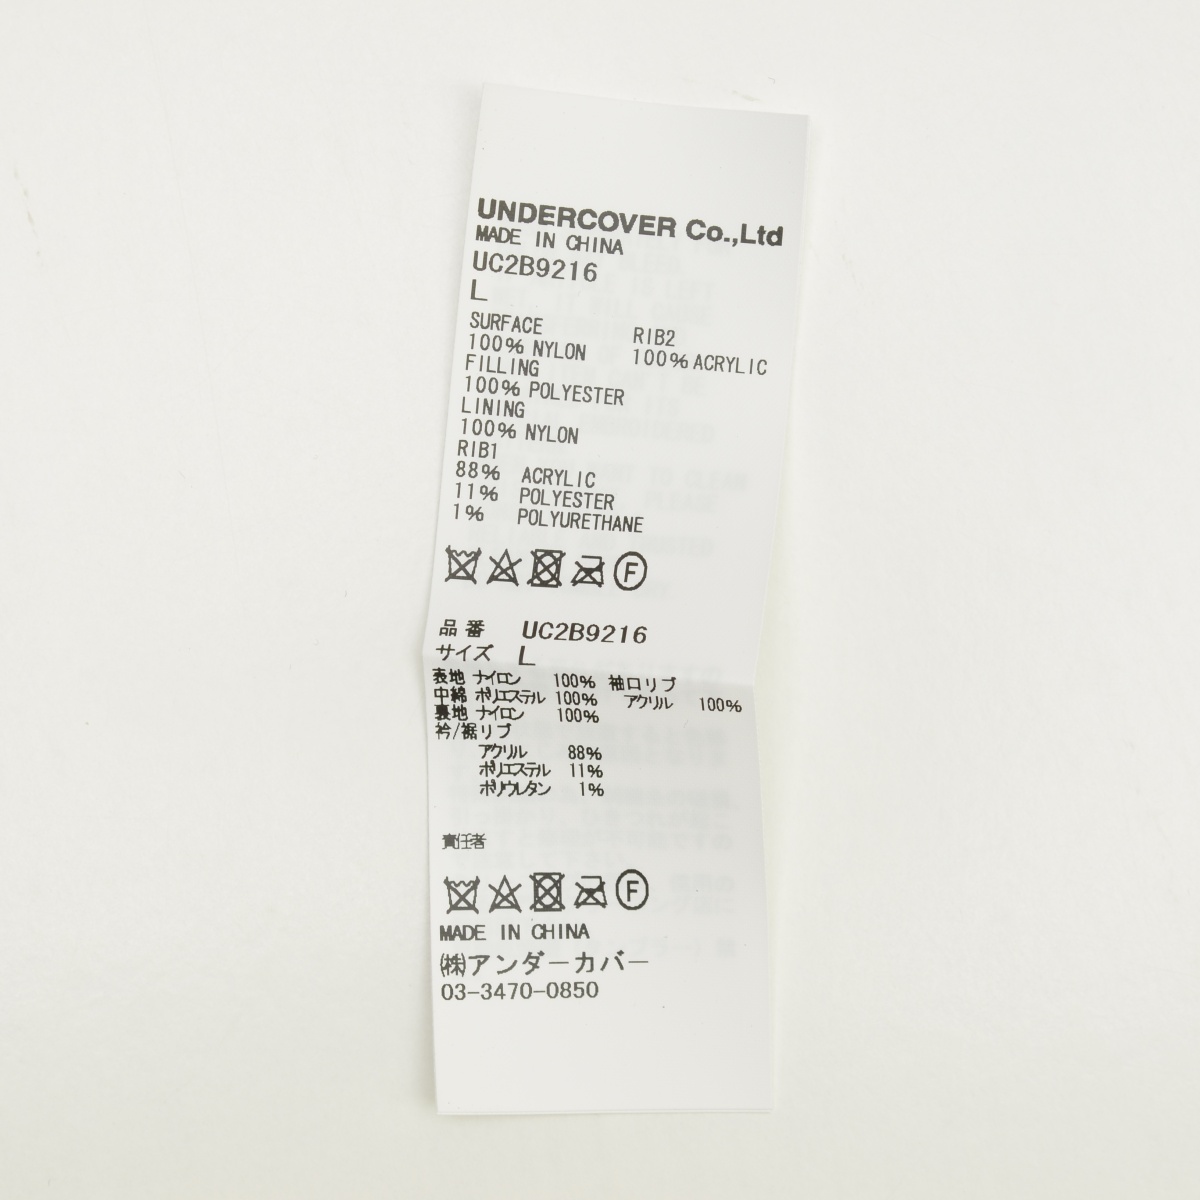 UNDERCOVER Co.,Ltd
MADE IN CHINA
UC2B9216
L
SURFACE RIB2
100% NYLON 100% ACRYLIC
FILLING
100% POLYESTER
LINING
100% NYLON
RIB1
88% ACRYLIC
11% POLYESTER
1% POLYURETHANE
F
品番 UC2B9216
サイズ L
表地 ナイロン 100% 袖口リブ
中綿 ポリエステル 100% アクリル 100%
裏地 ナイロン 100%
衿/裾リブ
アクリル 88%
ポリエステル 11%
ポリウレタン 1%
責任者
F
MADE IN CHINA
㈱アンダーカバー
03-3470-0850